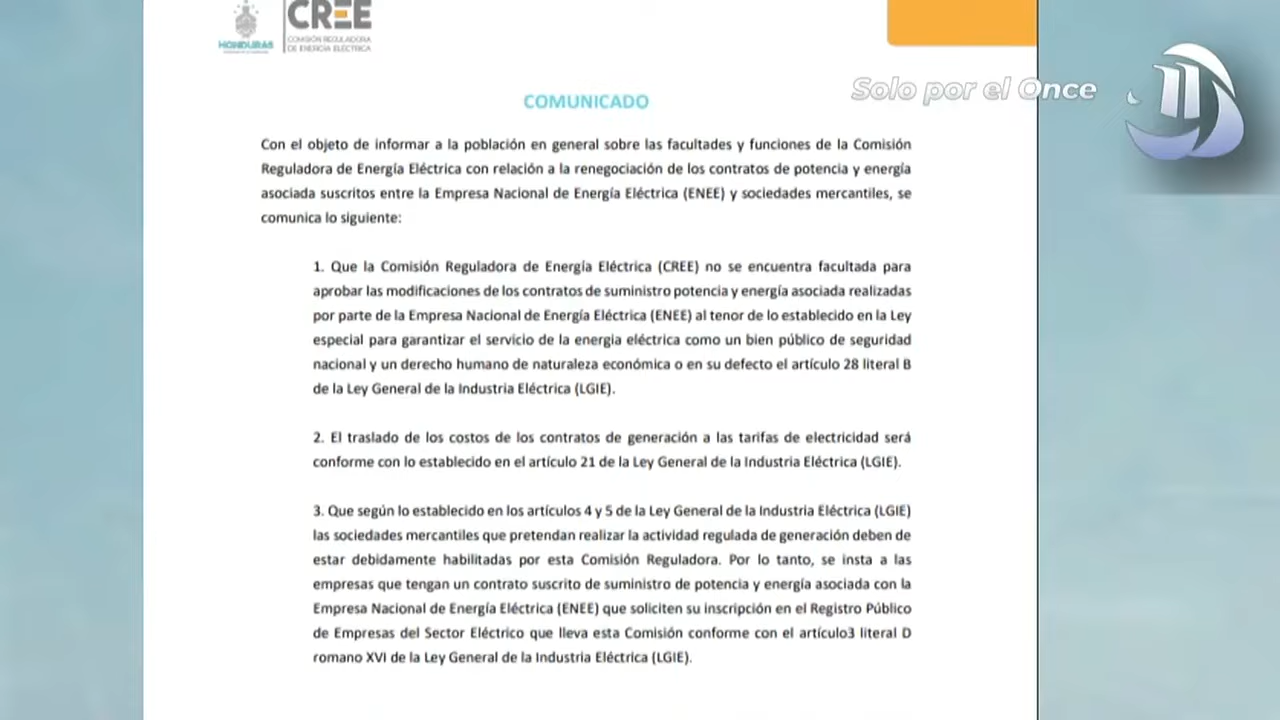 HONDURAS
CREE
COMISIÓN REGULADORA
DE ENERGÍA ELÉCTRICA
Solo por el Once
11
COMUNICADO
Con el objeto de informar a la población en general sobre las facultades y funciones de la Comisión
Reguladora de Energía Eléctrica con relación a la renegociación de los contratos de potencia y energía
asociada suscritos entre la Empresa Nacional de Energía Eléctrica (ENEE) y sociedades mercantiles, se
comunica lo siguiente:
1. Que la Comisión Reguladora de Energía Eléctrica (CREE) no se encuentra facultada para
aprobar las modificaciones de los contratos de suministro potencia y energía asociada realizadas
por parte de la Empresa Nacional de Energía Eléctrica (ENEE) al tenor de lo establecido en la Ley
especial para garantizar el servicio de la energia eléctrica como un bien público de seguridad
nacional y un derecho humano de naturaleza económica o en su defecto el artículo 28 literal B
de la Ley General de la Industria Eléctrica (LGIE).
2. El traslado de los costos de los contratos de generación a las tarifas de electricidad será
conforme con lo establecido en el artículo 21 de la Ley General de la Industria Eléctrica (LGIE).
3. Que según lo establecido en los artículos 4 y 5 de la Ley General de la Industria Eléctrica (LGIE)
las sociedades mercantiles que pretendan realizar la actividad regulada de generación deben de
estar debidamente habilitadas por esta Comisión Reguladora. Por lo tanto, se insta a las
empresas que tengan un contrato suscrito de suministro de potencia y energía asociada con la
Empresa Nacional de Energía Eléctrica (ENEE) que soliciten su inscripción en el Registro Público
de Empresas del Sector Eléctrico que lleva esta Comisión conforme con el artículo3 literal D
romano XVI de la Ley General de la Industria Eléctrica (LGIE).